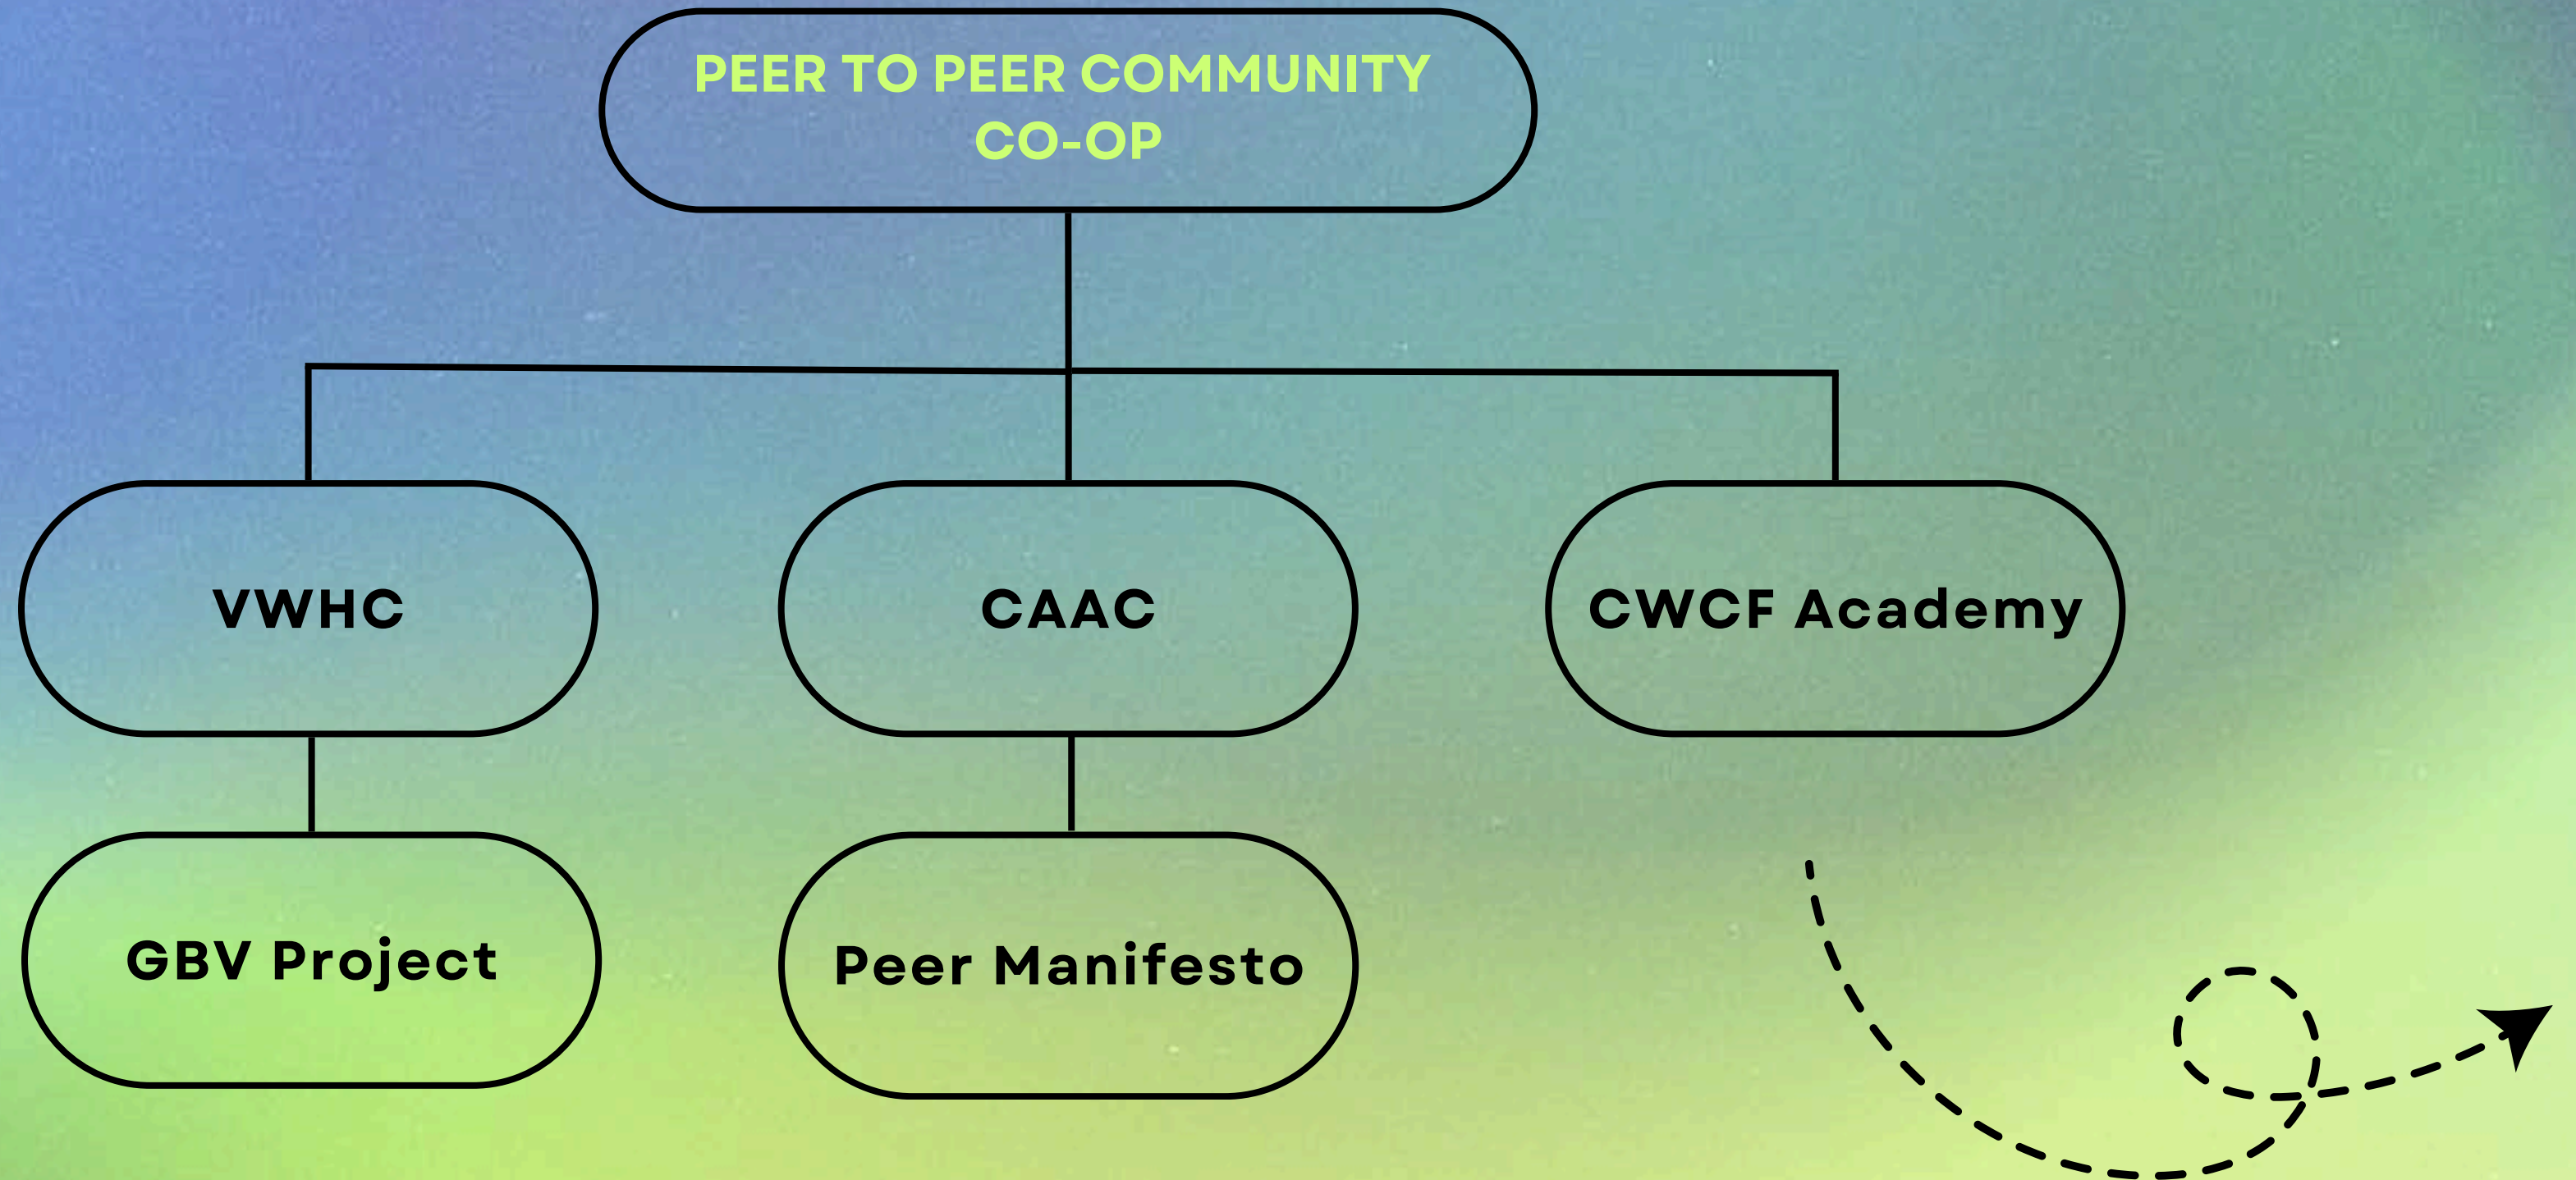 PEER TO PEER COMMUNITY
CO-OP
VWHC
CAAC
CWCF Academy
GBV Project
Peer Manifesto